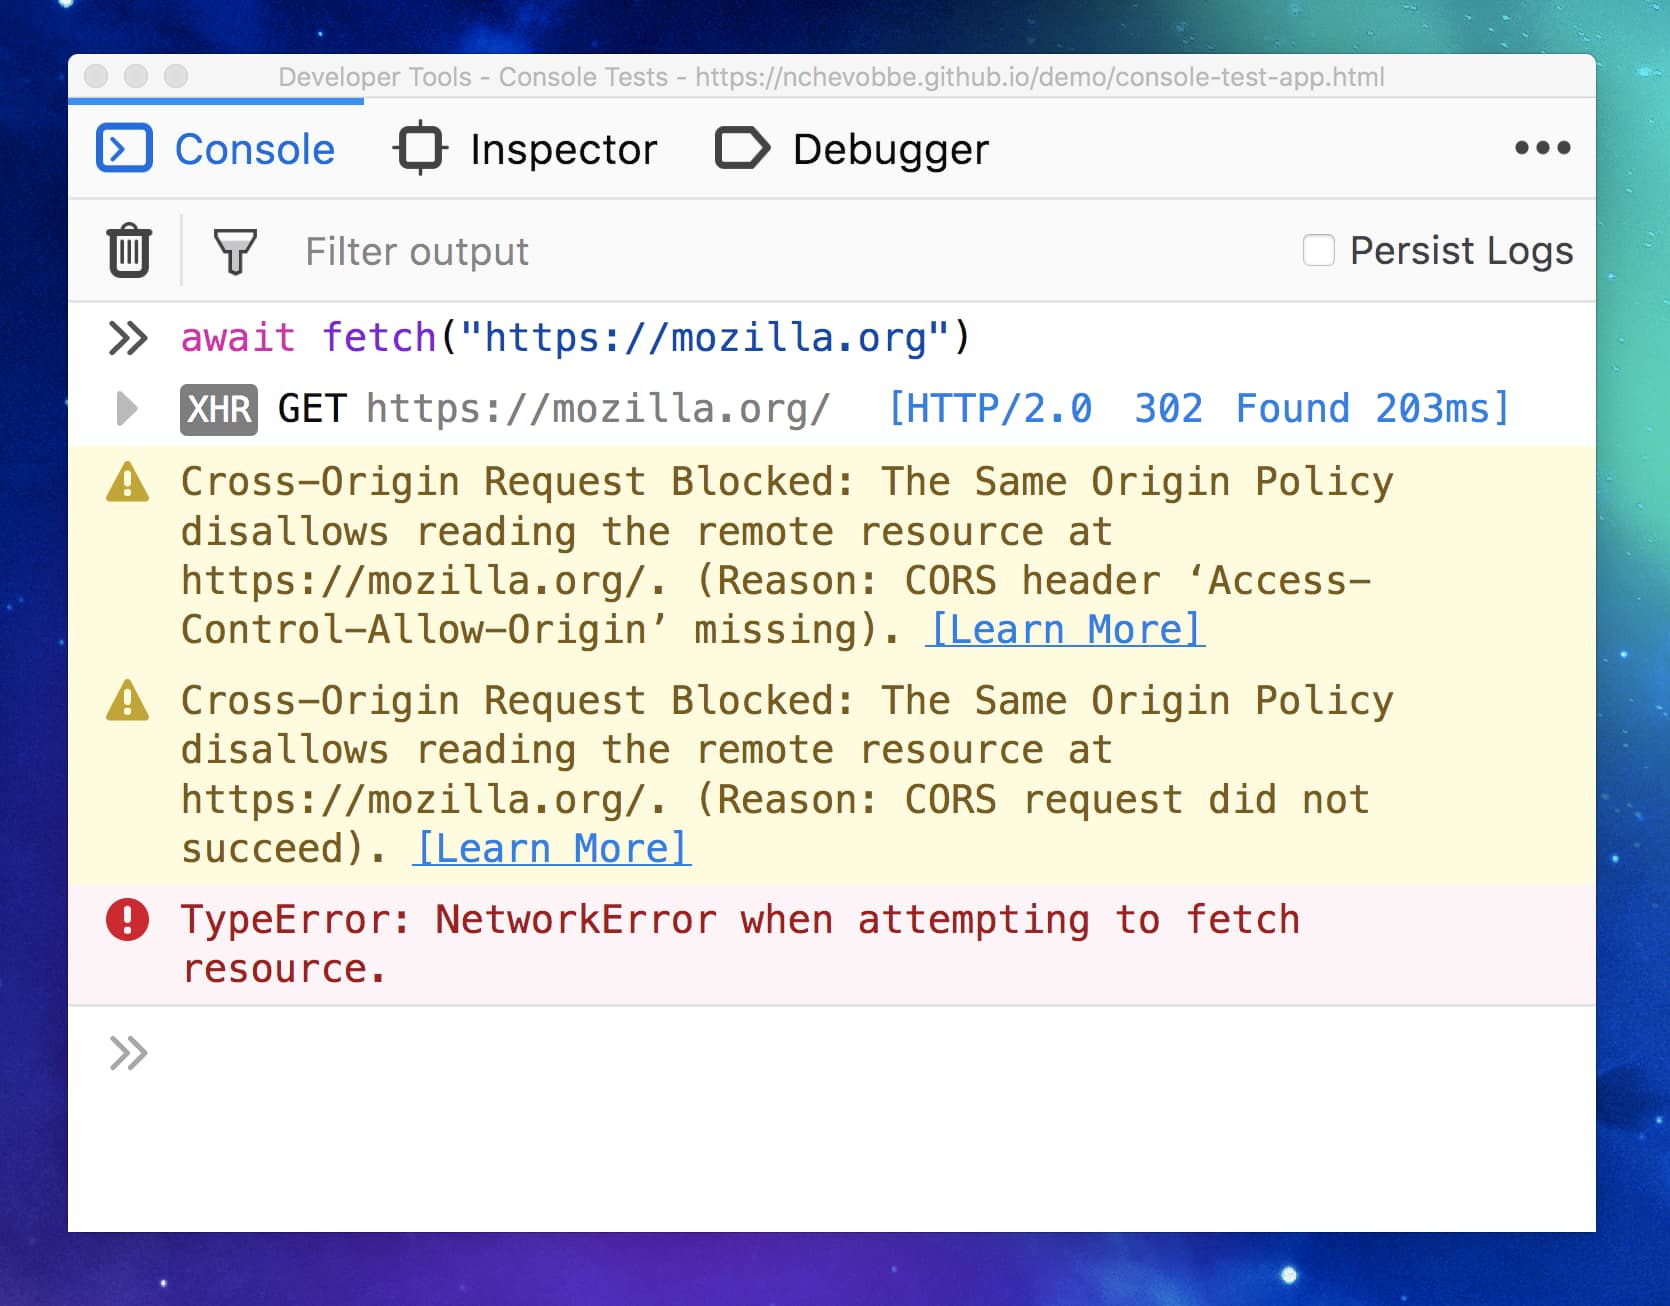 Developer Tools - Console Tests - https://nchevobbe.github.io/demo/console-test-app.html
Console Inspector Debugger
Filter output Persist Logs
await fetch("https://mozilla.org")
XHR GET https://mozilla.org/ [HTTP/2.0 302 Found 203ms]
Cross-Origin Request Blocked: The Same Origin Policy
disallows reading the remote resource at
https://mozilla.org/. (Reason: CORS header ‘Access-
Control-Allow-Origin’ missing). [Learn More]
Cross-Origin Request Blocked: The Same Origin Policy
disallows reading the remote resource at
https://mozilla.org/. (Reason: CORS request did not
succeed). [Learn More]
TypeError: NetworkError when attempting to fetch
resource.